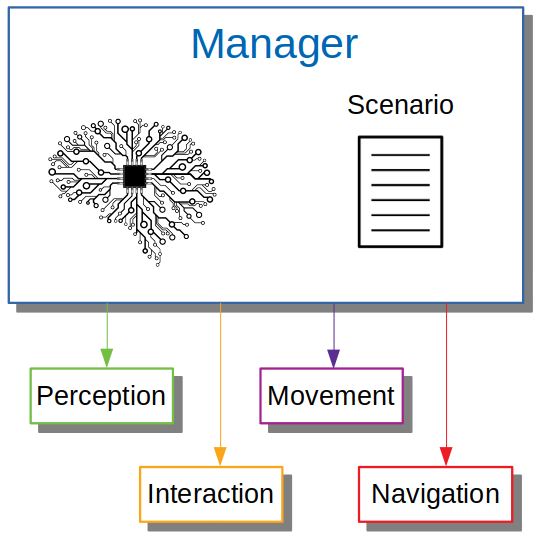 Manager
Scenario
Perception
Movement
Interaction
Navigation